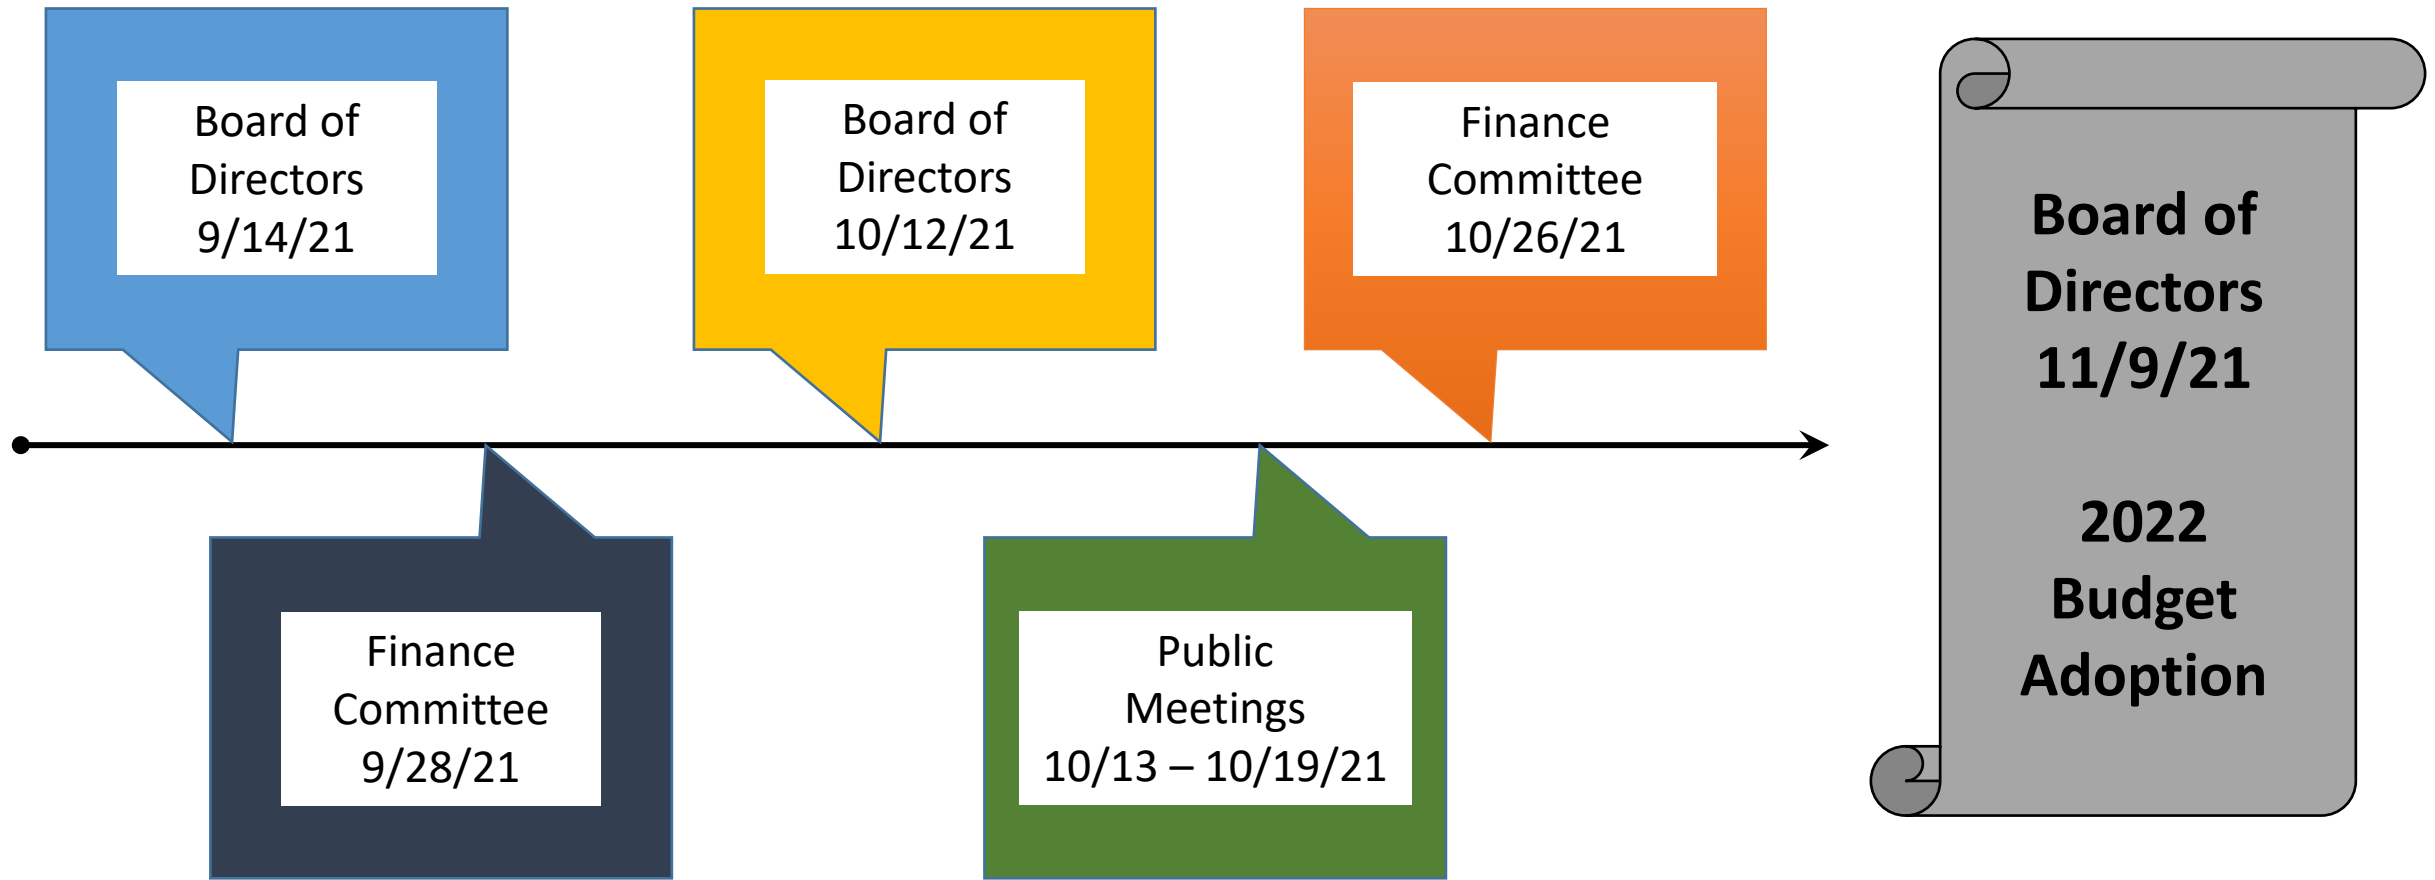 Board of
Directors
9/14/21
Finance
Committee
9/28/21
Board of
Directors
10/12/21
Public
Meetings
10/13 – 10/19/21
Finance
Committee
10/26/21
Board of
Directors
11/9/21
2022
Budget
Adoption